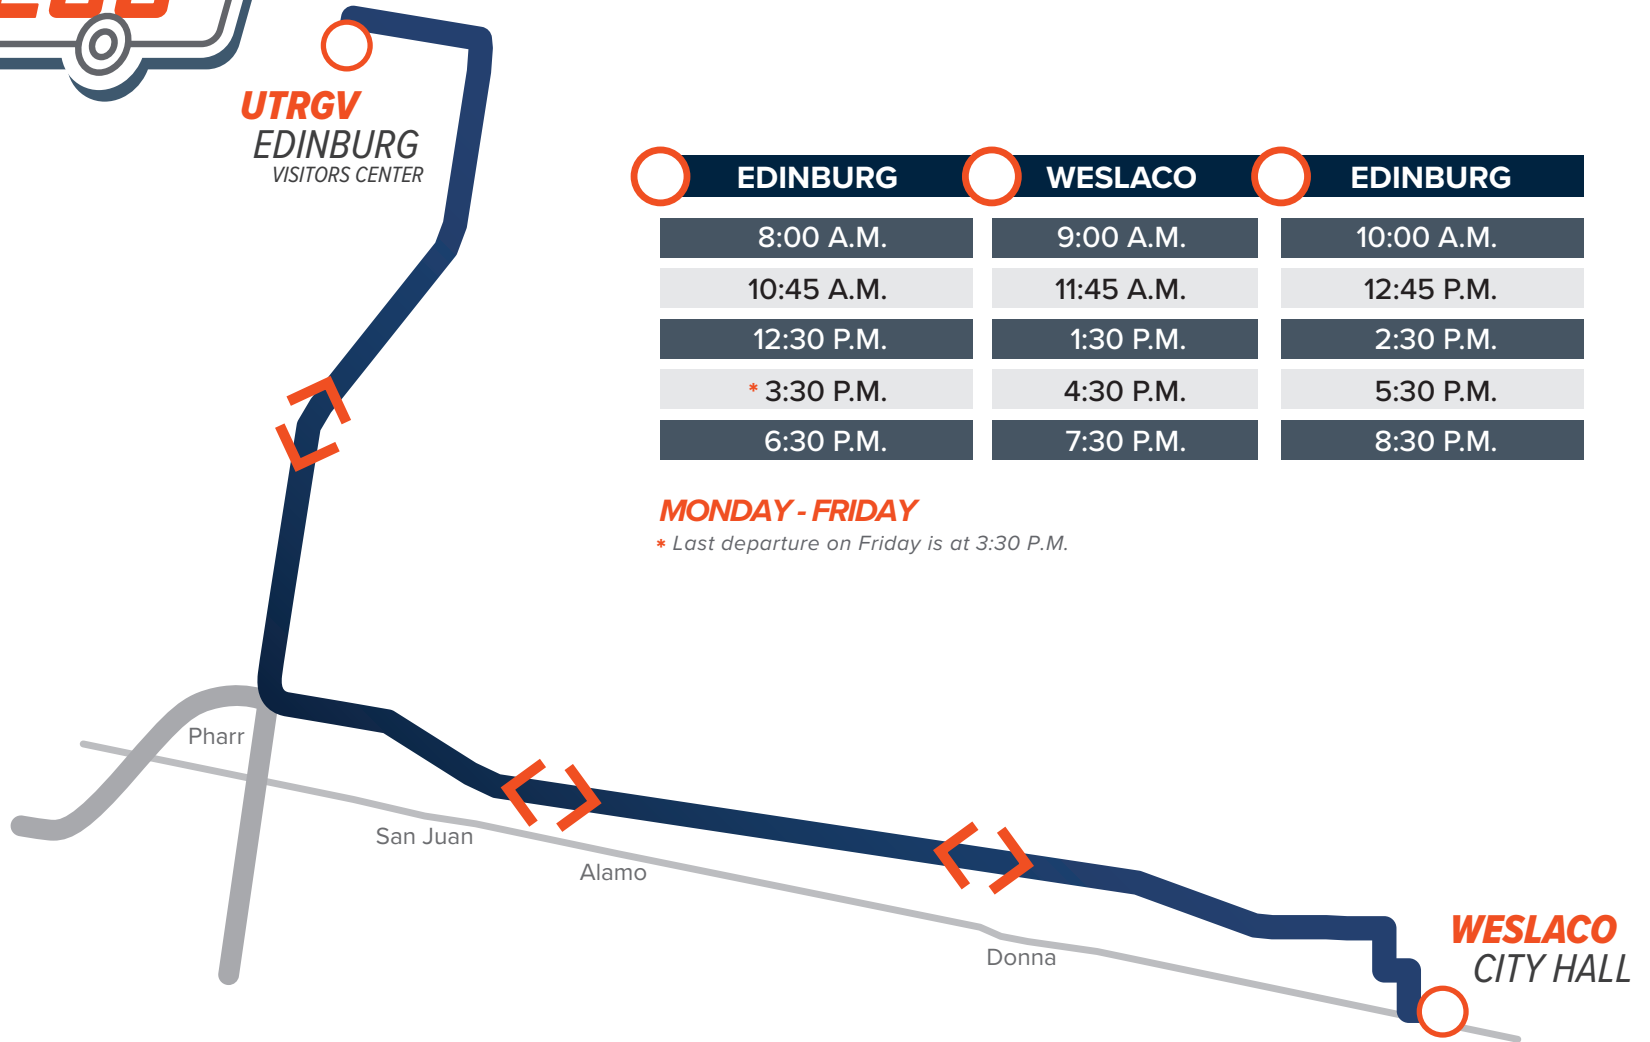 UTRGV
EDINBURG
VISITORS CENTER
EDINBURG WESLACO EDINBURG
8:00 A.M. 9:00 A.M. 10:00 A.M.
10:45 A.M. 11:45 A.M. 12:45 P.M.
12:30 P.M. 1:30 P.M. 2:30 P.M.
* 3:30 P.M. 4:30 P.M. 5:30 P.M.
6:30 P.M. 7:30 P.M. 8:30 P.M.
MONDAY - FRIDAY
* Last departure on Friday is at 3:30 P.M.
Pharr
San Juan
Alamo
Donna
WESLACO
CITY HALL